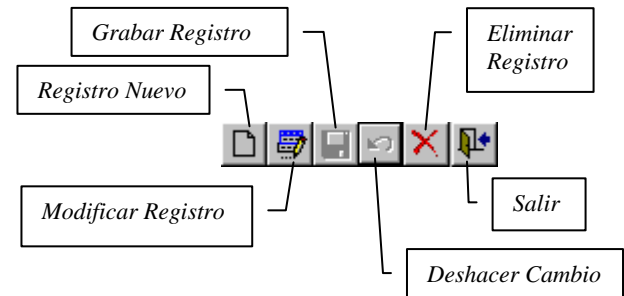 Grabar Registro
Eliminar
Registro
Registro Nuevo
Modificar Registro
Salir
Deshacer Cambio